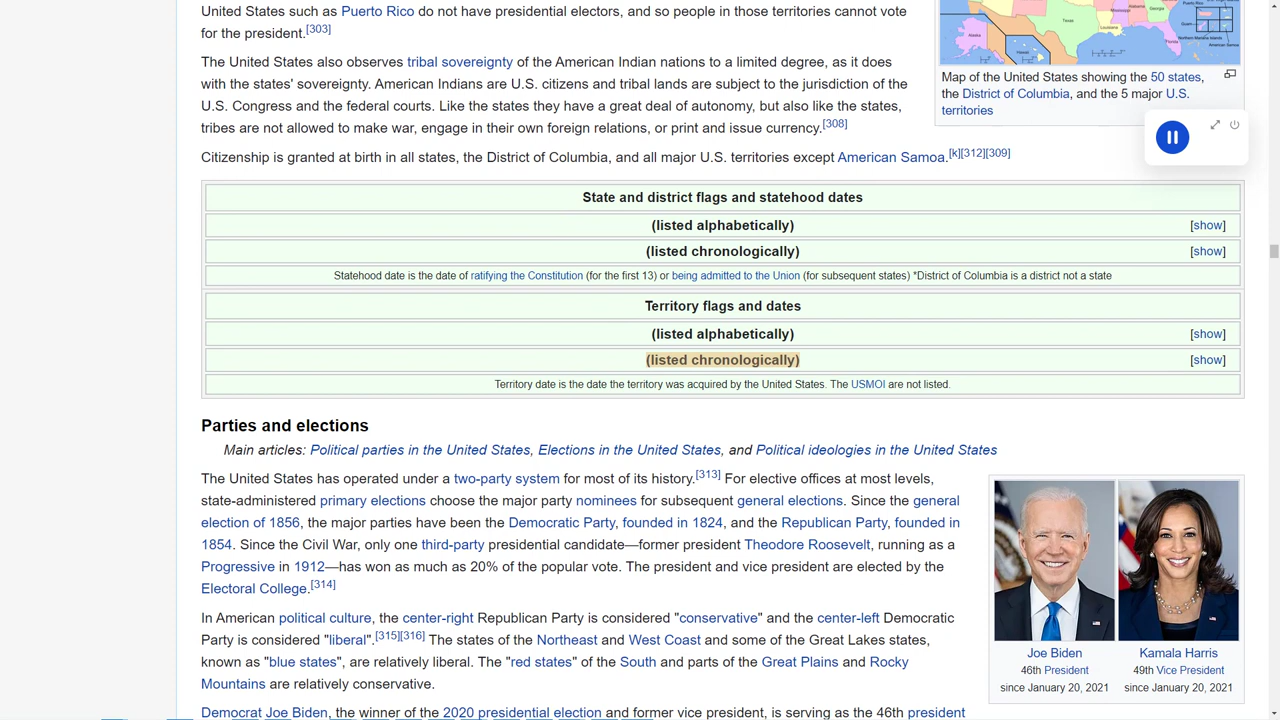 United States such as Puerto Rico do not have presidential electors, and so people in those territories cannot vote
for the president.[303]
The United States also observes tribal sovereignty of the American Indian nations to a limited degree, as it does
with the states' sovereignty. American Indians are U.S. citizens and tribal lands are subject to the jurisdiction of the
U.S. Congress and the federal courts. Like the states they have a great deal of autonomy, but also like the states,
tribes are not allowed to make war, engage in their own foreign relations, or print and issue currency.[308]
Citizenship is granted at birth in all states, the District of Columbia, and all major U.S. territories except American Samoa.[k][312][309]
Alaska
Texas
Hawaii
Louisiana
Mississippi
Alabama
Georgia
Florida
Puerto Rico
Guam
Northern Mariana Islands
American Samoa
Map of the United States showing the 50 states,
the District of Columbia, and the 5 major U.S.
territories
State and district flags and statehood dates
(listed alphabetically) [show]
(listed chronologically) [show]
Statehood date is the date of ratifying the Constitution (for the first 13) or being admitted to the Union (for subsequent states) *District of Columbia is a district not a state
Territory flags and dates
(listed alphabetically) [show]
(listed chronologically) [show]
Territory date is the date the territory was acquired by the United States. The USMOI are not listed.
Parties and elections
Main articles: Political parties in the United States, Elections in the United States, and Political ideologies in the United States
The United States has operated under a two-party system for most of its history.[313] For elective offices at most levels,
state-administered primary elections choose the major party nominees for subsequent general elections. Since the general
election of 1856, the major parties have been the Democratic Party, founded in 1824, and the Republican Party, founded in
1854. Since the Civil War, only one third-party presidential candidate—former president Theodore Roosevelt, running as a
Progressive in 1912—has won as much as 20% of the popular vote. The president and vice president are elected by the
Electoral College.[314]
In American political culture, the center-right Republican Party is considered "conservative" and the center-left Democratic
Party is considered "liberal".[315][316] The states of the Northeast and West Coast and some of the Great Lakes states,
known as "blue states", are relatively liberal. The "red states" of the South and parts of the Great Plains and Rocky
Mountains are relatively conservative.
Democrat Joe Biden, the winner of the 2020 presidential election and former vice president, is serving as the 46th president
Joe Biden
46th President
since January 20, 2021
Kamala Harris
49th Vice President
since January 20, 2021